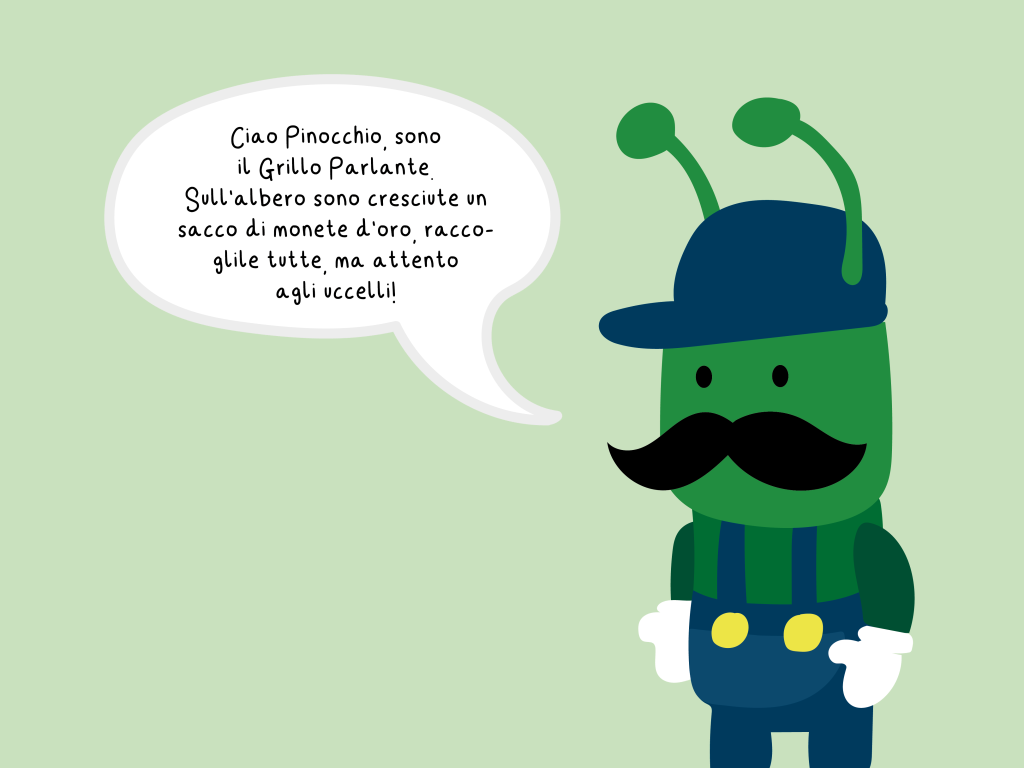 Ciao Pinocchio, sono
il Grillo Parlante.
Sull'albero sono cresciute un
sacco di monete d'oro, racco-
glile tutte, ma attento
agli uccelli!